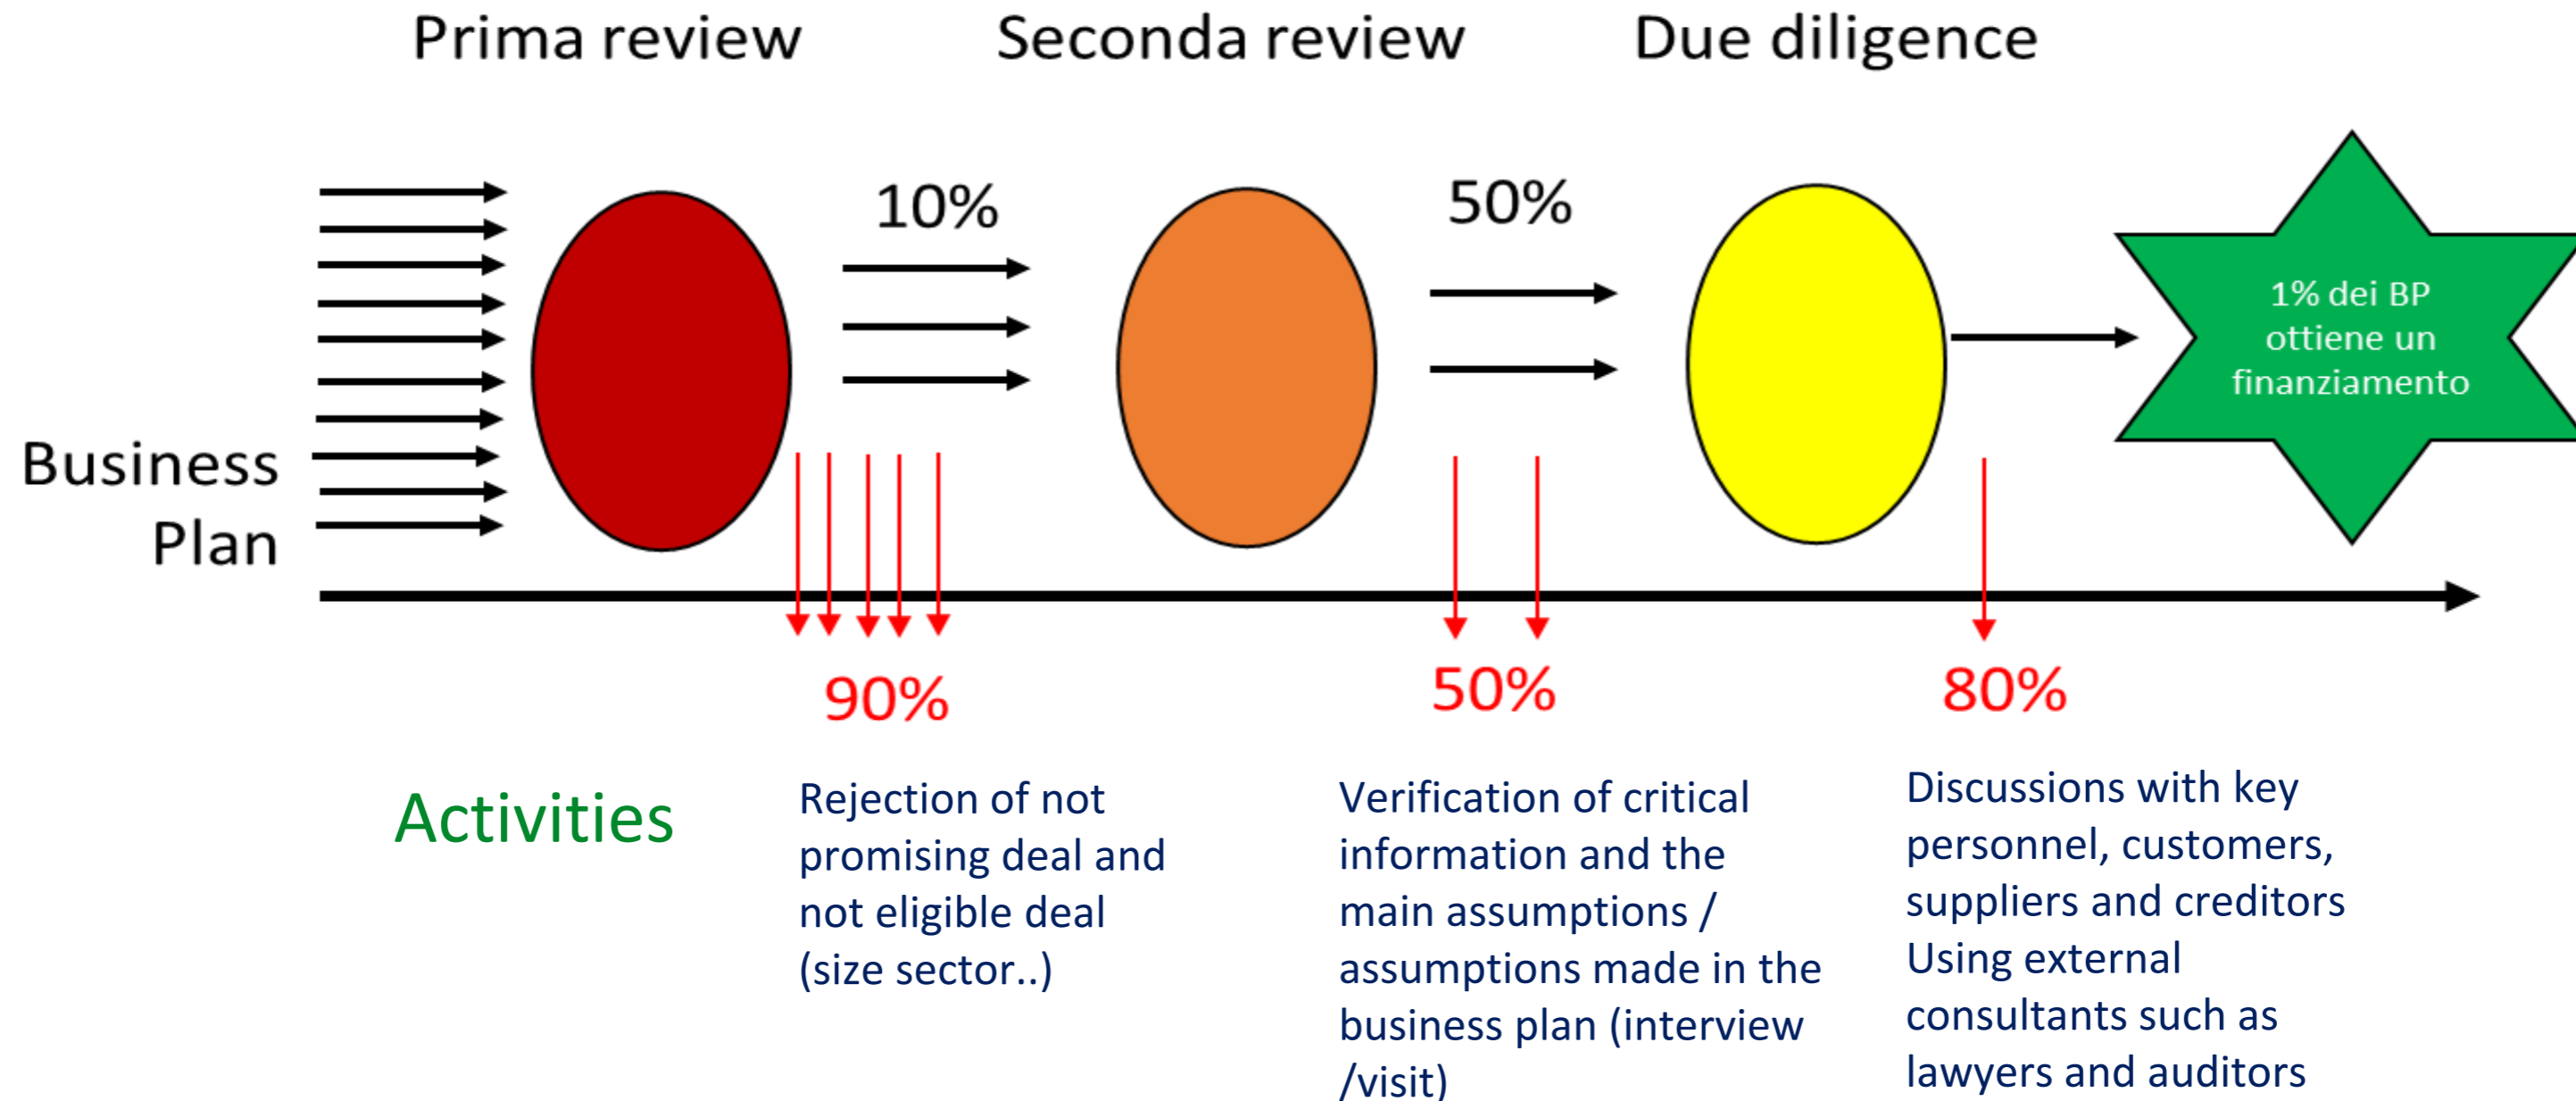 Prima review
Seconda review
Due diligence
10%
50%
1% dei BP
ottiene un
finanziamento
Business
Plan
90%
50%
80%
Activities
Rejection of not
promising deal and
not eligible deal
(size sector..)
Verification of critical
information and the
main assumptions /
assumptions made in the
business plan (interview
/visit)
Discussions with key
personnel, customers,
suppliers and creditors
Using external
consultants such as
lawyers and auditors